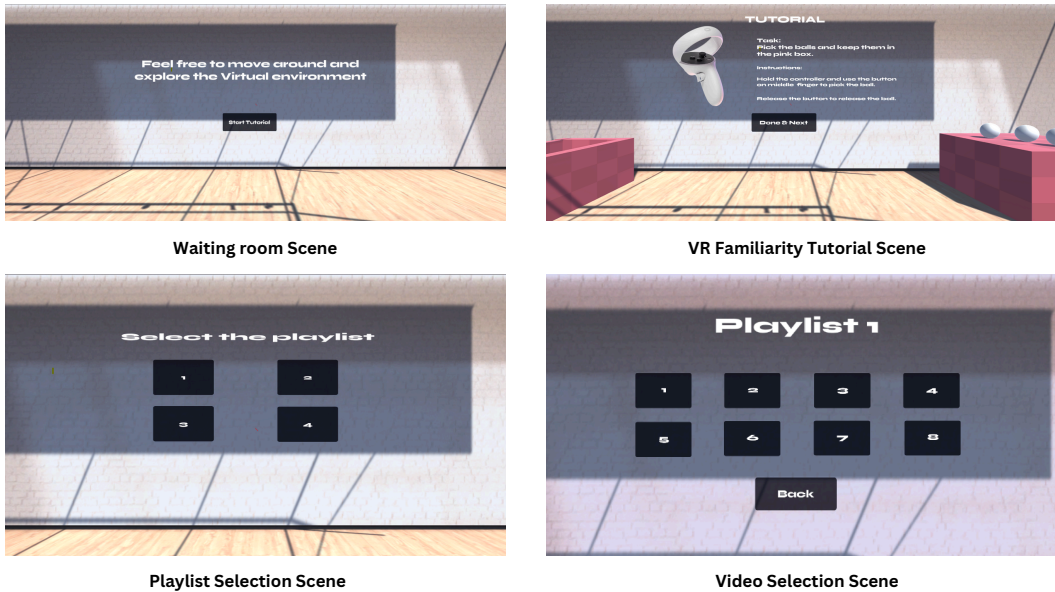 Feel free to move around and
explore the Virtual environment
Start Tutorial
Waiting room Scene
TUTORIAL
Task:
Pick the balls and keep them in
the pink box.
Instructions:
Hold the controller and use the button
on middle finger to pick the ball.
Release the button to release the ball.
Done & Next
VR Familiarity Tutorial Scene
Select the playlist
1 2
3 4
Playlist Selection Scene
Playlist 1
1 2 3 4
5 6 7 8
Back
Video Selection Scene